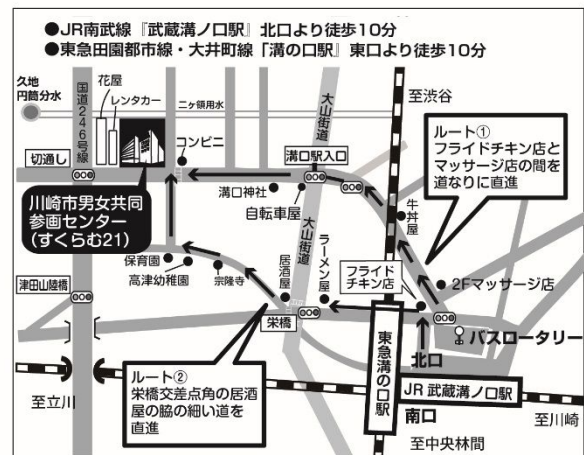 ●JR南武線『武蔵溝ノ口駅』北口より徒歩10分
●東急田園都市線・大井町線「溝の口駅」東口より徒歩10分
久地
円筒分水
国道246号線
花屋
レンタカー
二ヶ領用水
大山街道
至渋谷
コンビニ
切通し
溝口駅入口
ルート①
フライドチキン店と
マッサージ店の間を
道なりに直進
川崎市男女共同
参画センター
(すくらむ21)
溝口神社
自転車屋
牛丼屋
大山街道
保育園
高津幼稚園
宗隆寺
居酒屋
ラーメン屋
フライド
チキン店
2Fマッサージ店
津田山陸橋
栄橋
バスロータリー
北口
東急溝の口駅
JR 武蔵溝ノ口駅
ルート②
栄橋交差点角の居酒
屋の脇の細い道を
直進
至立川
南口
至川崎
至中央林間